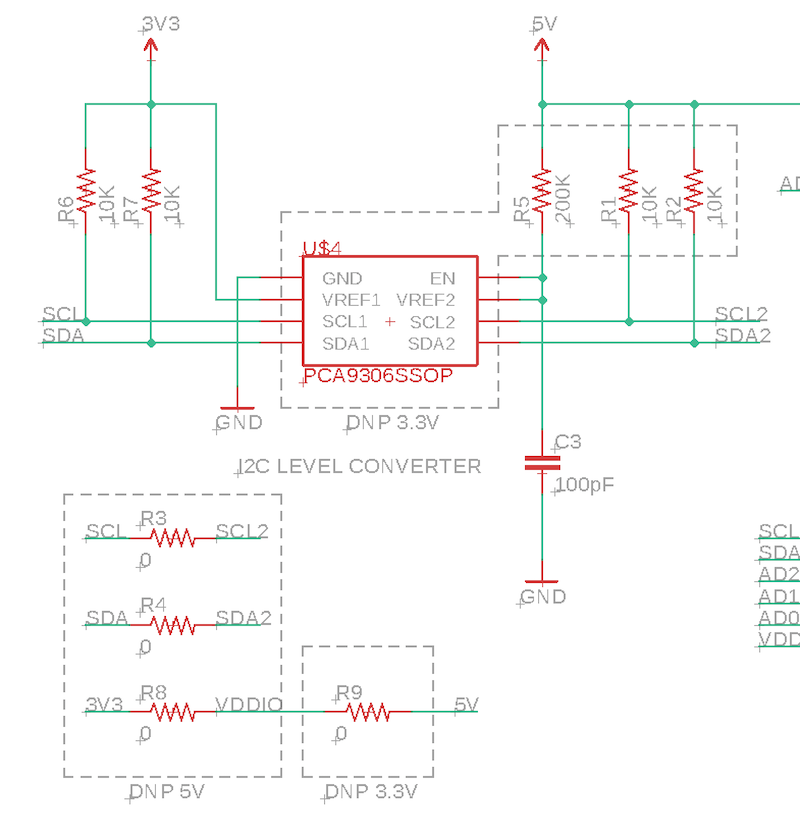 3V3
5V
R6
10K
R7
10K
R5
200K
R1
10K
R2
10K
U$4
GND
EN
VREF1
VREF2
SCL1
SCL2
SDA1
SDA2
SCL
SDA
SCL2
SDA2
PCA9306SSOP
GND
DNP 3.3V
C3
100pF
I2C LEVEL CONVERTER
GND
R3
SCL
SCL2
0
R4
SDA
SDA2
0
R8
3V3
VDDIO
0
R9
5V
0
DNP 5V
DNP 3.3V
SCL
SDA
AD2
AD1
AD0
VDD